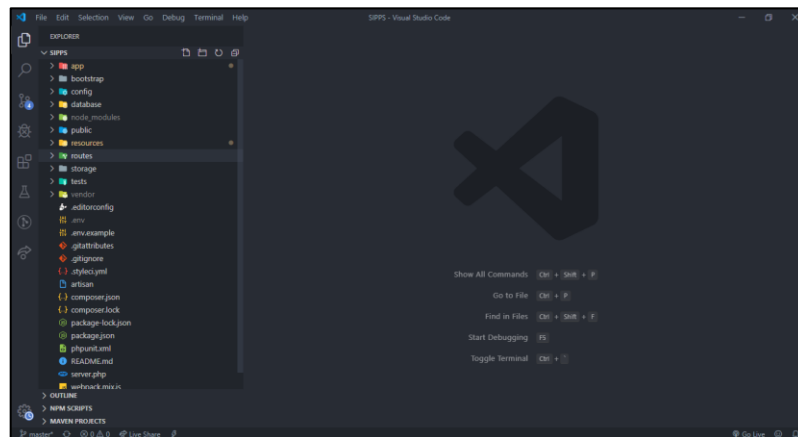 File Edit Selection View Go Debug Terminal Help
SIPPS - Visual Studio Code
EXPLORER
SIPPS
app
bootstrap
config
database
node_modules
public
resources
routes
storage
tests
vendor
.editorconfig
.env
.env.example
.gitattributes
.gitignore
.styleci.yml
artisan
composer.json
composer.lock
package-lock.json
package.json
phpunit.xml
README.md
server.php
webpack.mix.js
OUTLINE
NPM SCRIPTS
MAVEN PROJECTS
Show All Commands Ctrl + Shift + P
Go to File Ctrl + P
Find in Files Ctrl + Shift + F
Start Debugging F5
Toggle Terminal Ctrl + `
master* 0 0 Live Share
Go Live